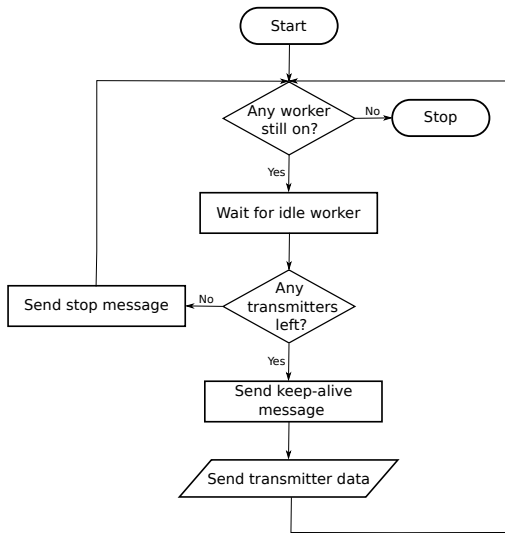 Start
Any worker
still on?
No
Stop
Yes
Wait for idle worker
Any
transmitters
left?
No
Send stop message
Yes
Send keep-alive
message
Send transmitter data